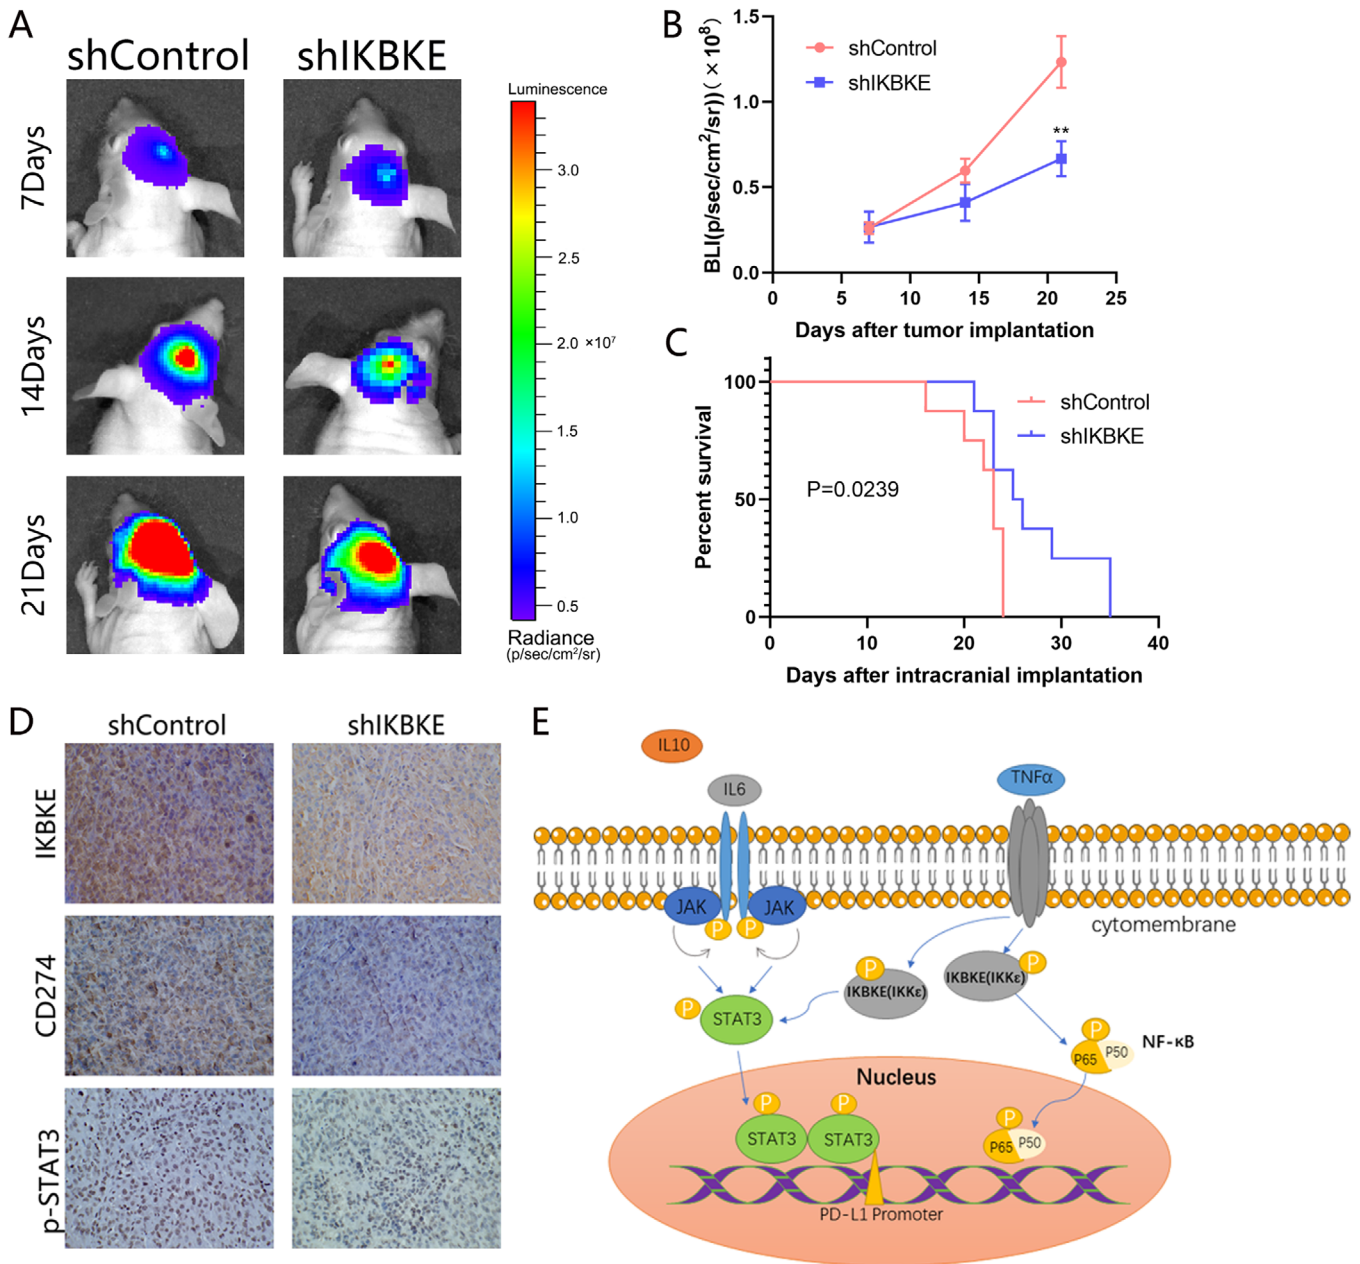 A
shControl
shIKBKE
7Days
14Days
21Days
Luminescence
3.0
2.5
2.0 ×10⁷
1.5
1.0
0.5
Radiance
(p/sec/cm²/sr)
B
BLI(p/sec/cm²/sr))(×10⁸)
1.5
1.0
0.5
0.0
shControl
shIKBKE
**
0 5 10 15 20 25
Days after tumor implantation
C
Percent survival
100
50
0
shControl
shIKBKE
P=0.0239
0 10 20 30 40
Days after intracranial implantation
D
shControl
shIKBKE
IKBKE
CD274
p-STAT3
E
IL10
IL6
TNFα
JAK
JAK
P
P
cytomembrane
P
IKBKE(IKKε)
IKBKE(IKKε)
P
P
STAT3
P
P65
P50
NF-κB
Nucleus
P
P
STAT3
STAT3
P
P65
P50
PD-L1 Promoter